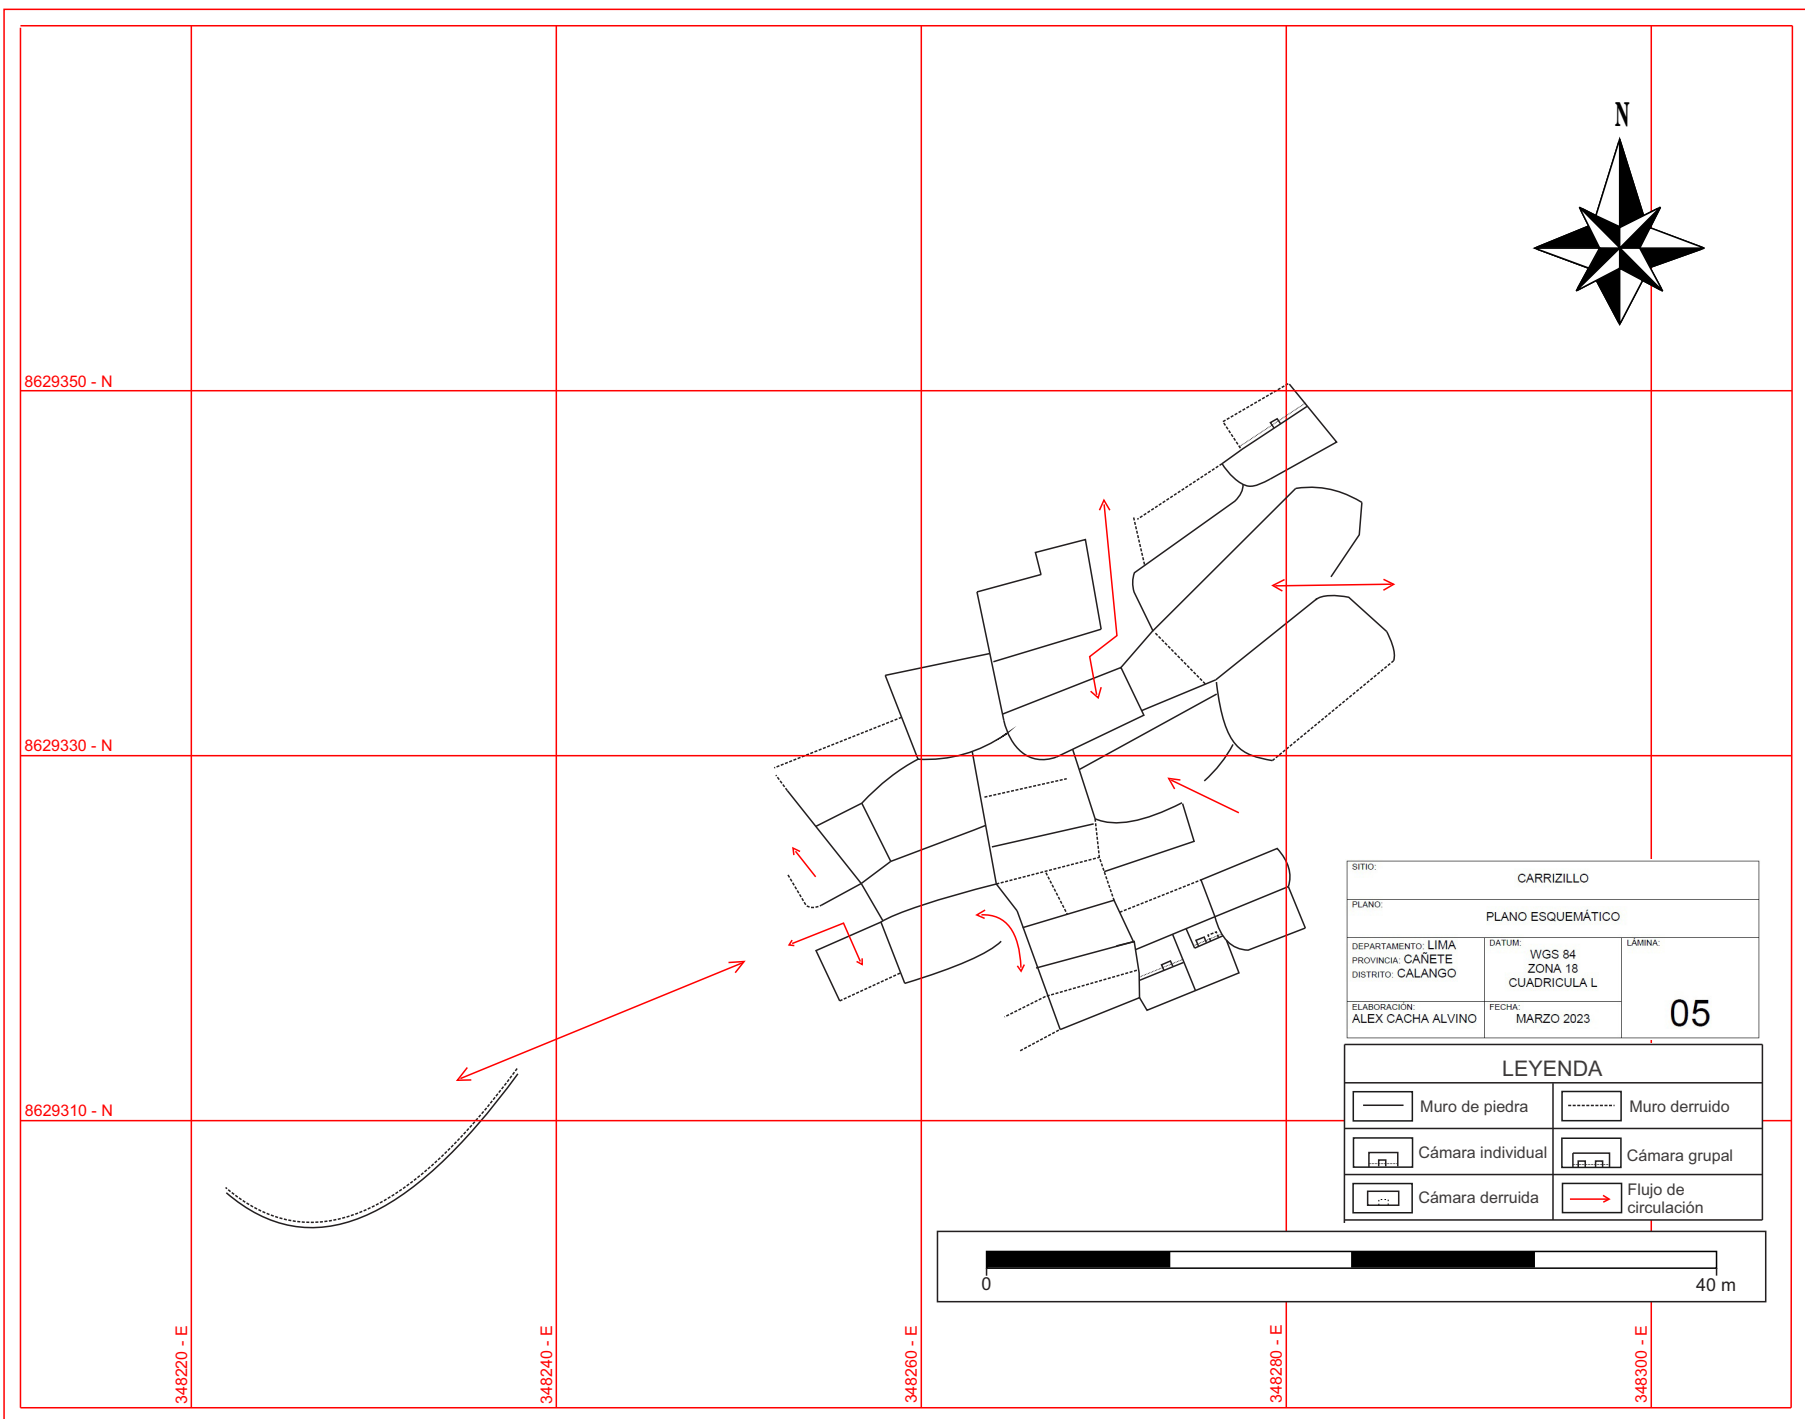 N
8629350 - N
8629330 - N
8629310 - N
348220 - E
348240 - E
348260 - E
348280 - E
348300 - E
SITIO:
CARRIZILLO
PLANO:
PLANO ESQUEMÁTICO
DEPARTAMENTO: LIMA
PROVINCIA: CAÑETE
DISTRITO: CALANGO
DATUM:
WGS 84
ZONA 18
CUADRICULA L
LÁMINA:
05
ELABORACIÓN:
ALEX CACHA ALVINO
FECHA:
MARZO 2023
LEYENDA
Muro de piedra
Muro derruido
Cámara individual
Cámara grupal
Cámara derruida
Flujo de
circulación
0
40 m